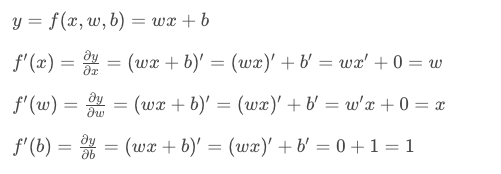 y = f(x, w, b) = wx + b
f′(x) = ∂y/∂x = (wx + b)′ = (wx)′ + b′ = wx′ + 0 = w
f′(w) = ∂y/∂w = (wx + b)′ = (wx)′ + b′ = w′x + 0 = x
f′(b) = ∂y/∂b = (wx + b)′ = (wx)′ + b′ = 0 + 1 = 1